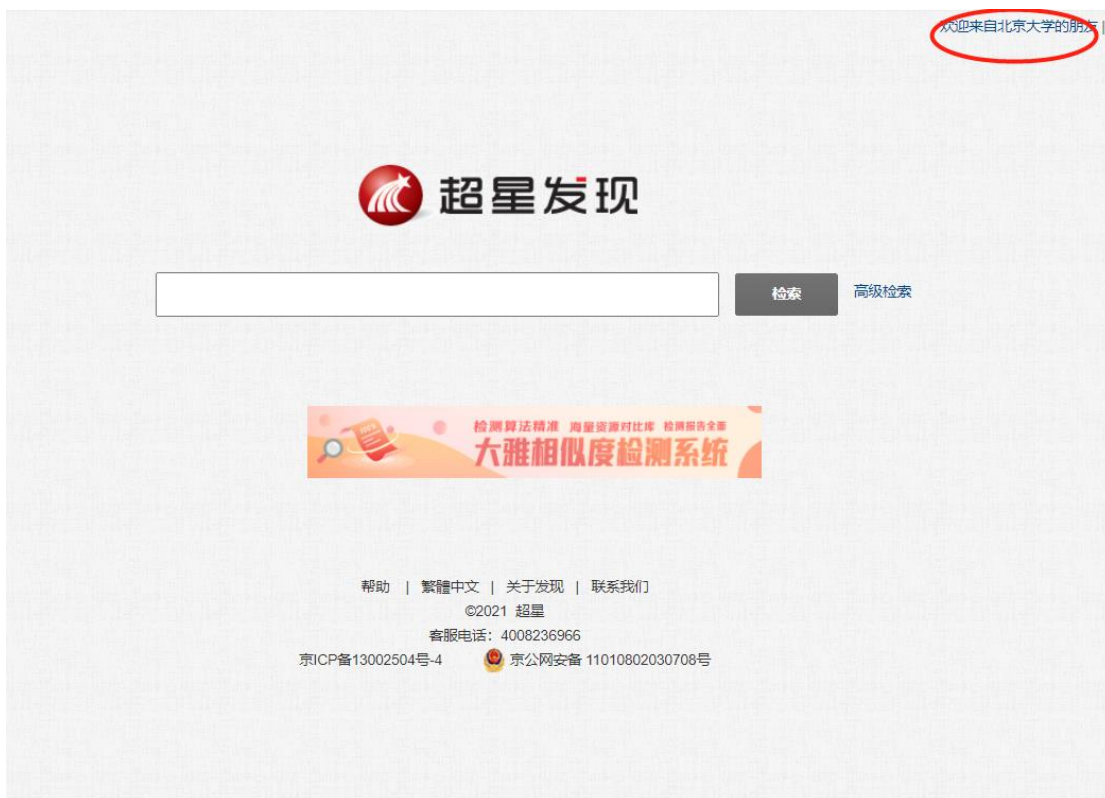 欢迎来自北京大学的朋友 |
超星发现
检索 高级检索
检测算法精准 海量资源对比库 检测报告全面
大雅相似度检测系统
帮助 | 繁體中文 | 关于发现 | 联系我们
©2021 超星
客服电话：4008236966
京ICP备13002504号-4 京公网安备 11010802030708号